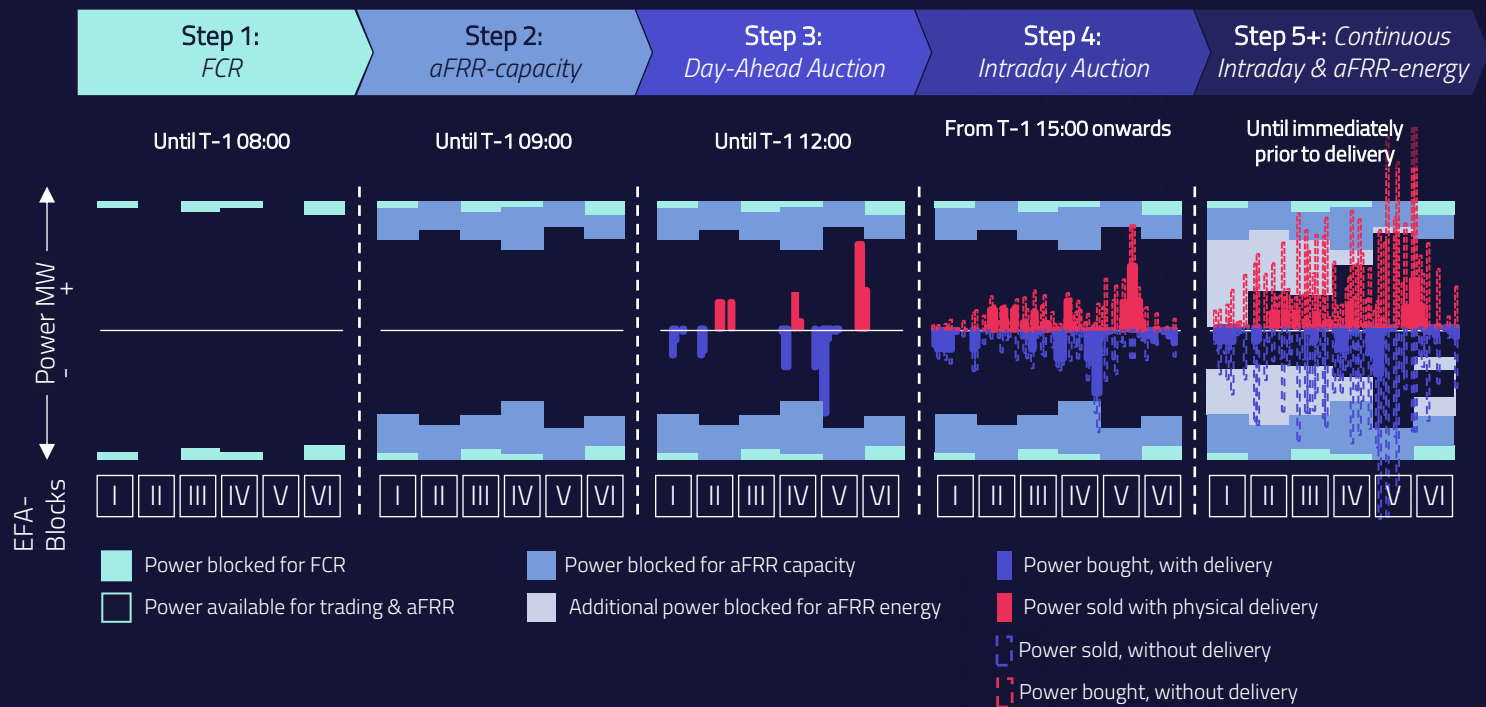 Step 1:
FCR
Step 2:
aFRR-capacity
Step 3:
Day-Ahead Auction
Step 4:
Intraday Auction
Step 5+: Continuous
Intraday & aFRR-energy
Until T-1 08:00
Until T-1 09:00
Until T-1 12:00
From T-1 15:00 onwards
Until immediately
prior to delivery
Power MW
+
-
EFA-
Blocks
I II III IV V VI
I II III IV V VI
I II III IV V VI
I II III IV V VI
I II III IV V VI
Power blocked for FCR
Power available for trading & aFRR
Power blocked for aFRR capacity
Additional power blocked for aFRR energy
Power bought, with delivery
Power sold with physical delivery
Power sold, without delivery
Power bought, without delivery